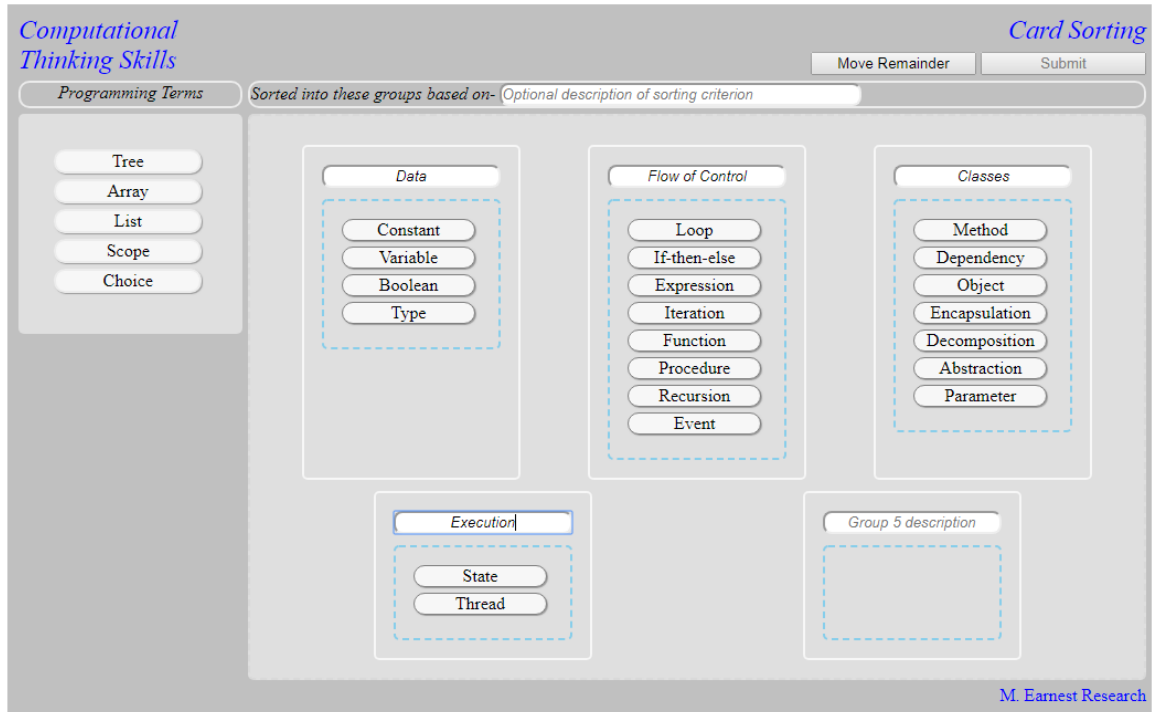 Computational
Thinking Skills
Card Sorting
Move Remainder
Submit
Programming Terms
Sorted into these groups based on- Optional description of sorting criterion
Tree
Array
List
Scope
Choice
Data
Constant
Variable
Boolean
Type
Flow of Control
Loop
If-then-else
Expression
Iteration
Function
Procedure
Recursion
Event
Classes
Method
Dependency
Object
Encapsulation
Decomposition
Abstraction
Parameter
Execution
State
Thread
Group 5 description
M. Earnest Research